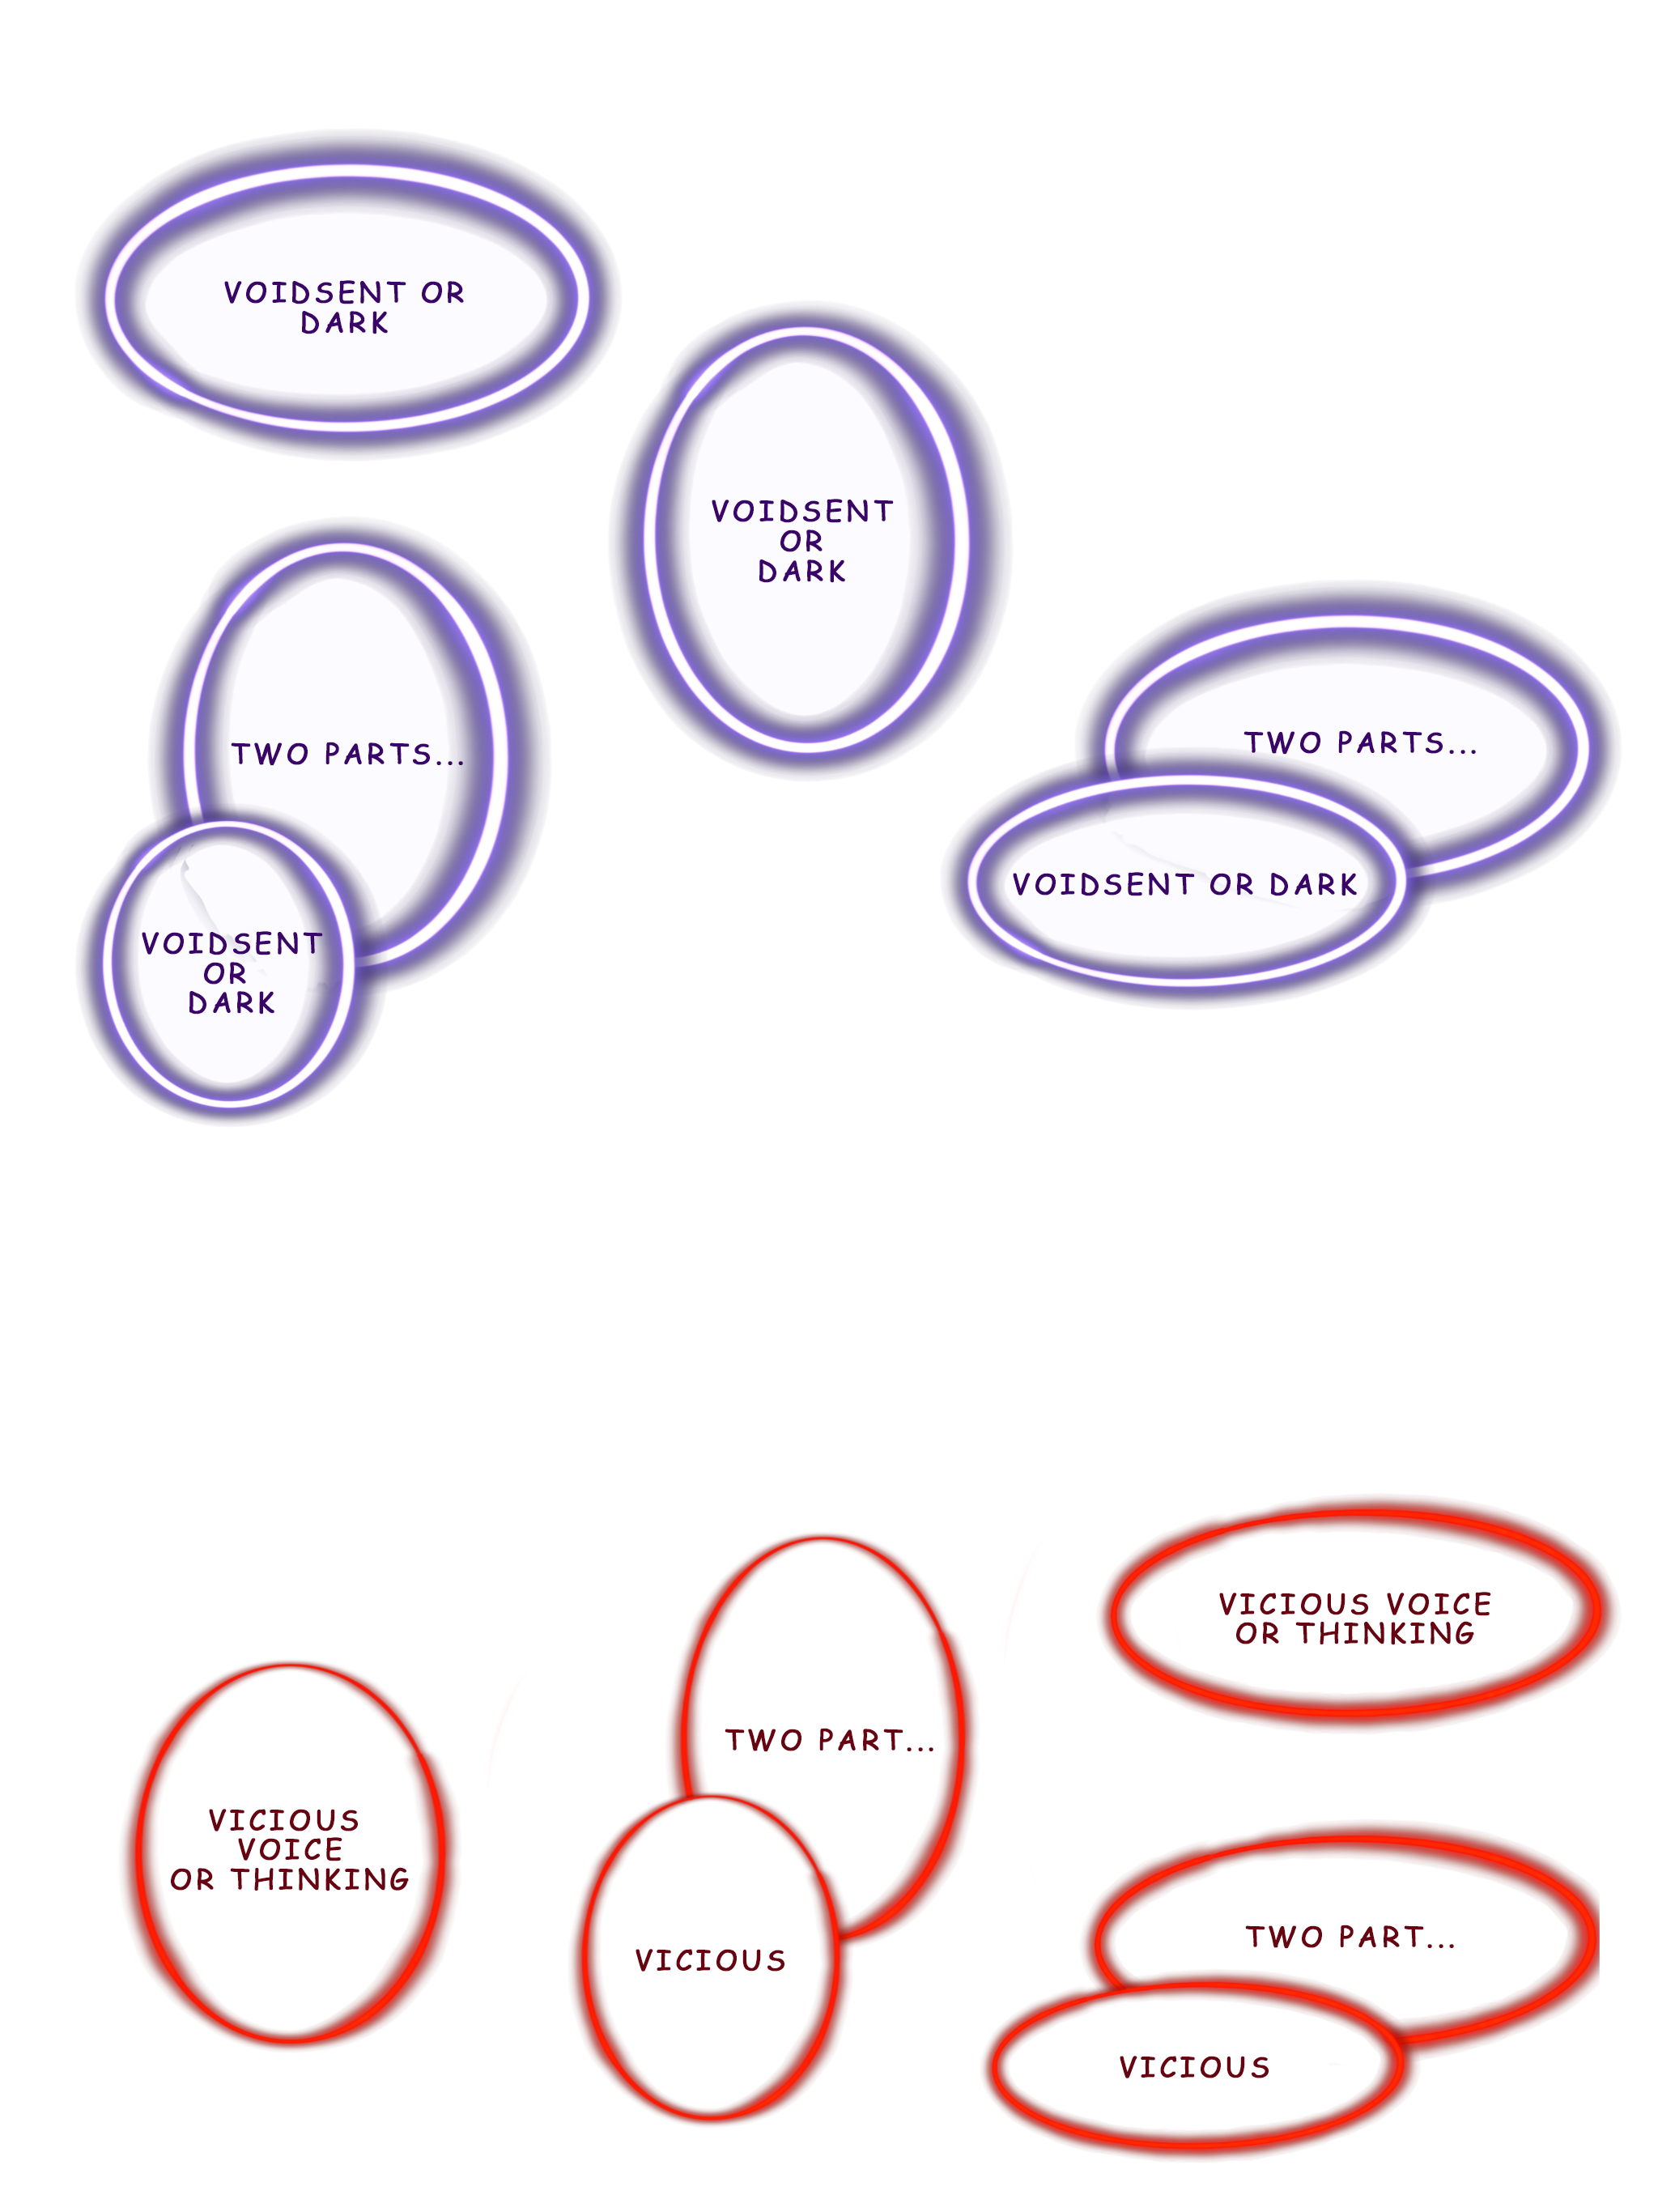 VOIDSENT OR
DARK
VOIDSENT
OR
DARK
TWO PARTS...
VOIDSENT
OR
DARK
TWO PARTS...
VOIDSENT OR DARK
VICIOUS VOICE
OR THINKING
TWO PART...
VICIOUS
VICIOUS
VOICE
OR THINKING
TWO PART...
VICIOUS